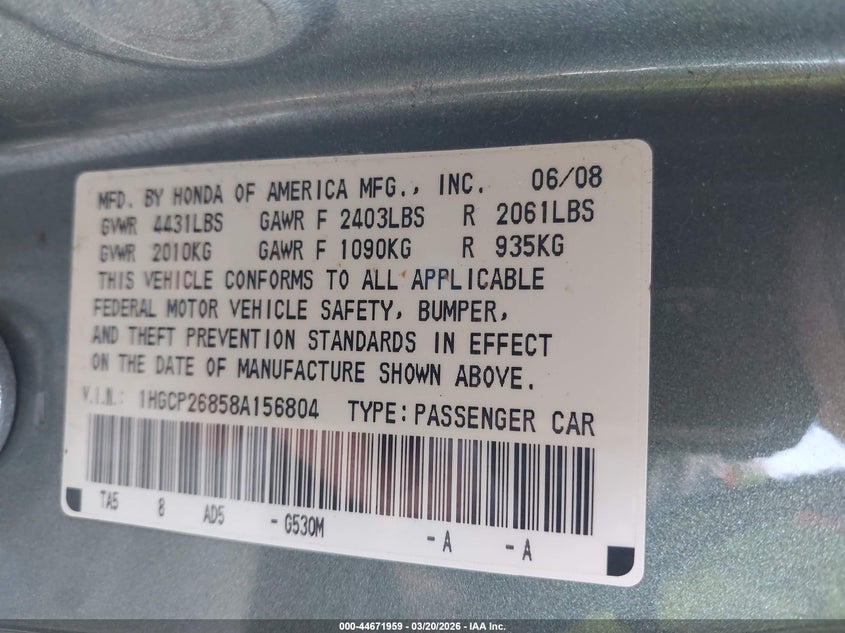 MFD. BY HONDA OF AMERICA MFG., INC. 06/08
GVWR 4431LBS GAWR F 2403LBS R 2061LBS
GVWR 2010KG GAWR F 1090KG R 935KG
THIS VEHICLE CONFORMS TO ALL APPLICABLE
FEDERAL MOTOR VEHICLE SAFETY, BUMPER,
AND THEFT PREVENTION STANDARDS IN EFFECT
ON THE DATE OF MANUFACTURE SHOWN ABOVE.
V.I.N.: 1HGCP26858A156804 TYPE:PASSENGER CAR
TA5 8 AD5 - G530M - A - A
000-44671959 | 03/20/2026 - IAA Inc.